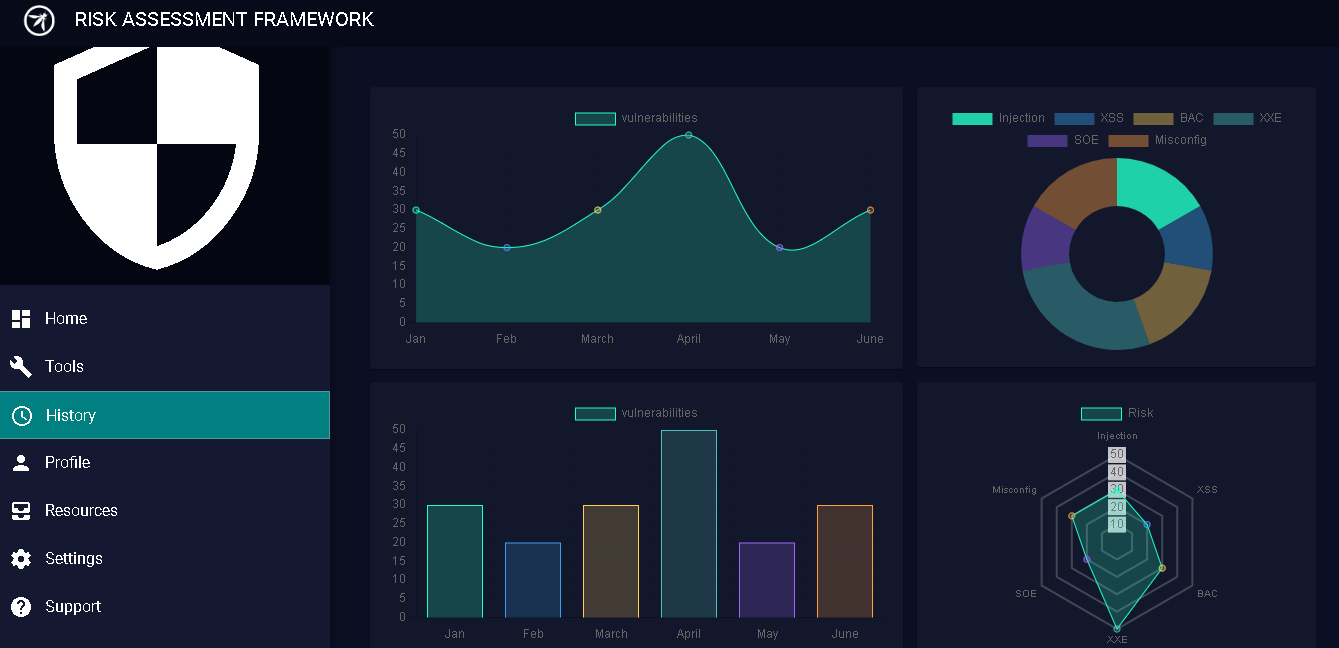 RISK ASSESSMENT FRAMEWORK
Home
Tools
History
Profile
Resources
Settings
Support
vulnerabilities
50
45
40
35
30
25
20
15
10
5
0
Jan Feb March April May June
Injection XSS BAC XXE
SOE Misconfig
vulnerabilities
50
45
40
35
30
25
20
15
10
5
0
Jan Feb March April May June
Risk
Injection
50
40
Misconfig 30 XSS
20
10
SOE BAC
XXE